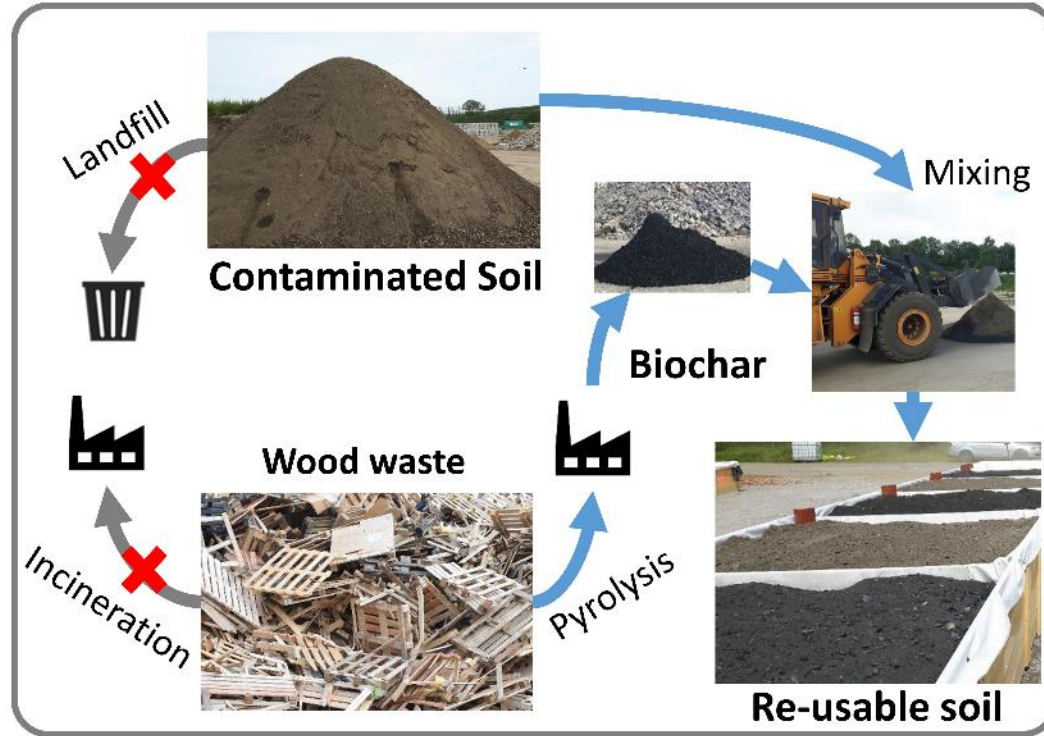 Landfill
Contaminated Soil
Mixing
Biochar
Wood waste
Incineration
Pyrolysis
Re-usable soil